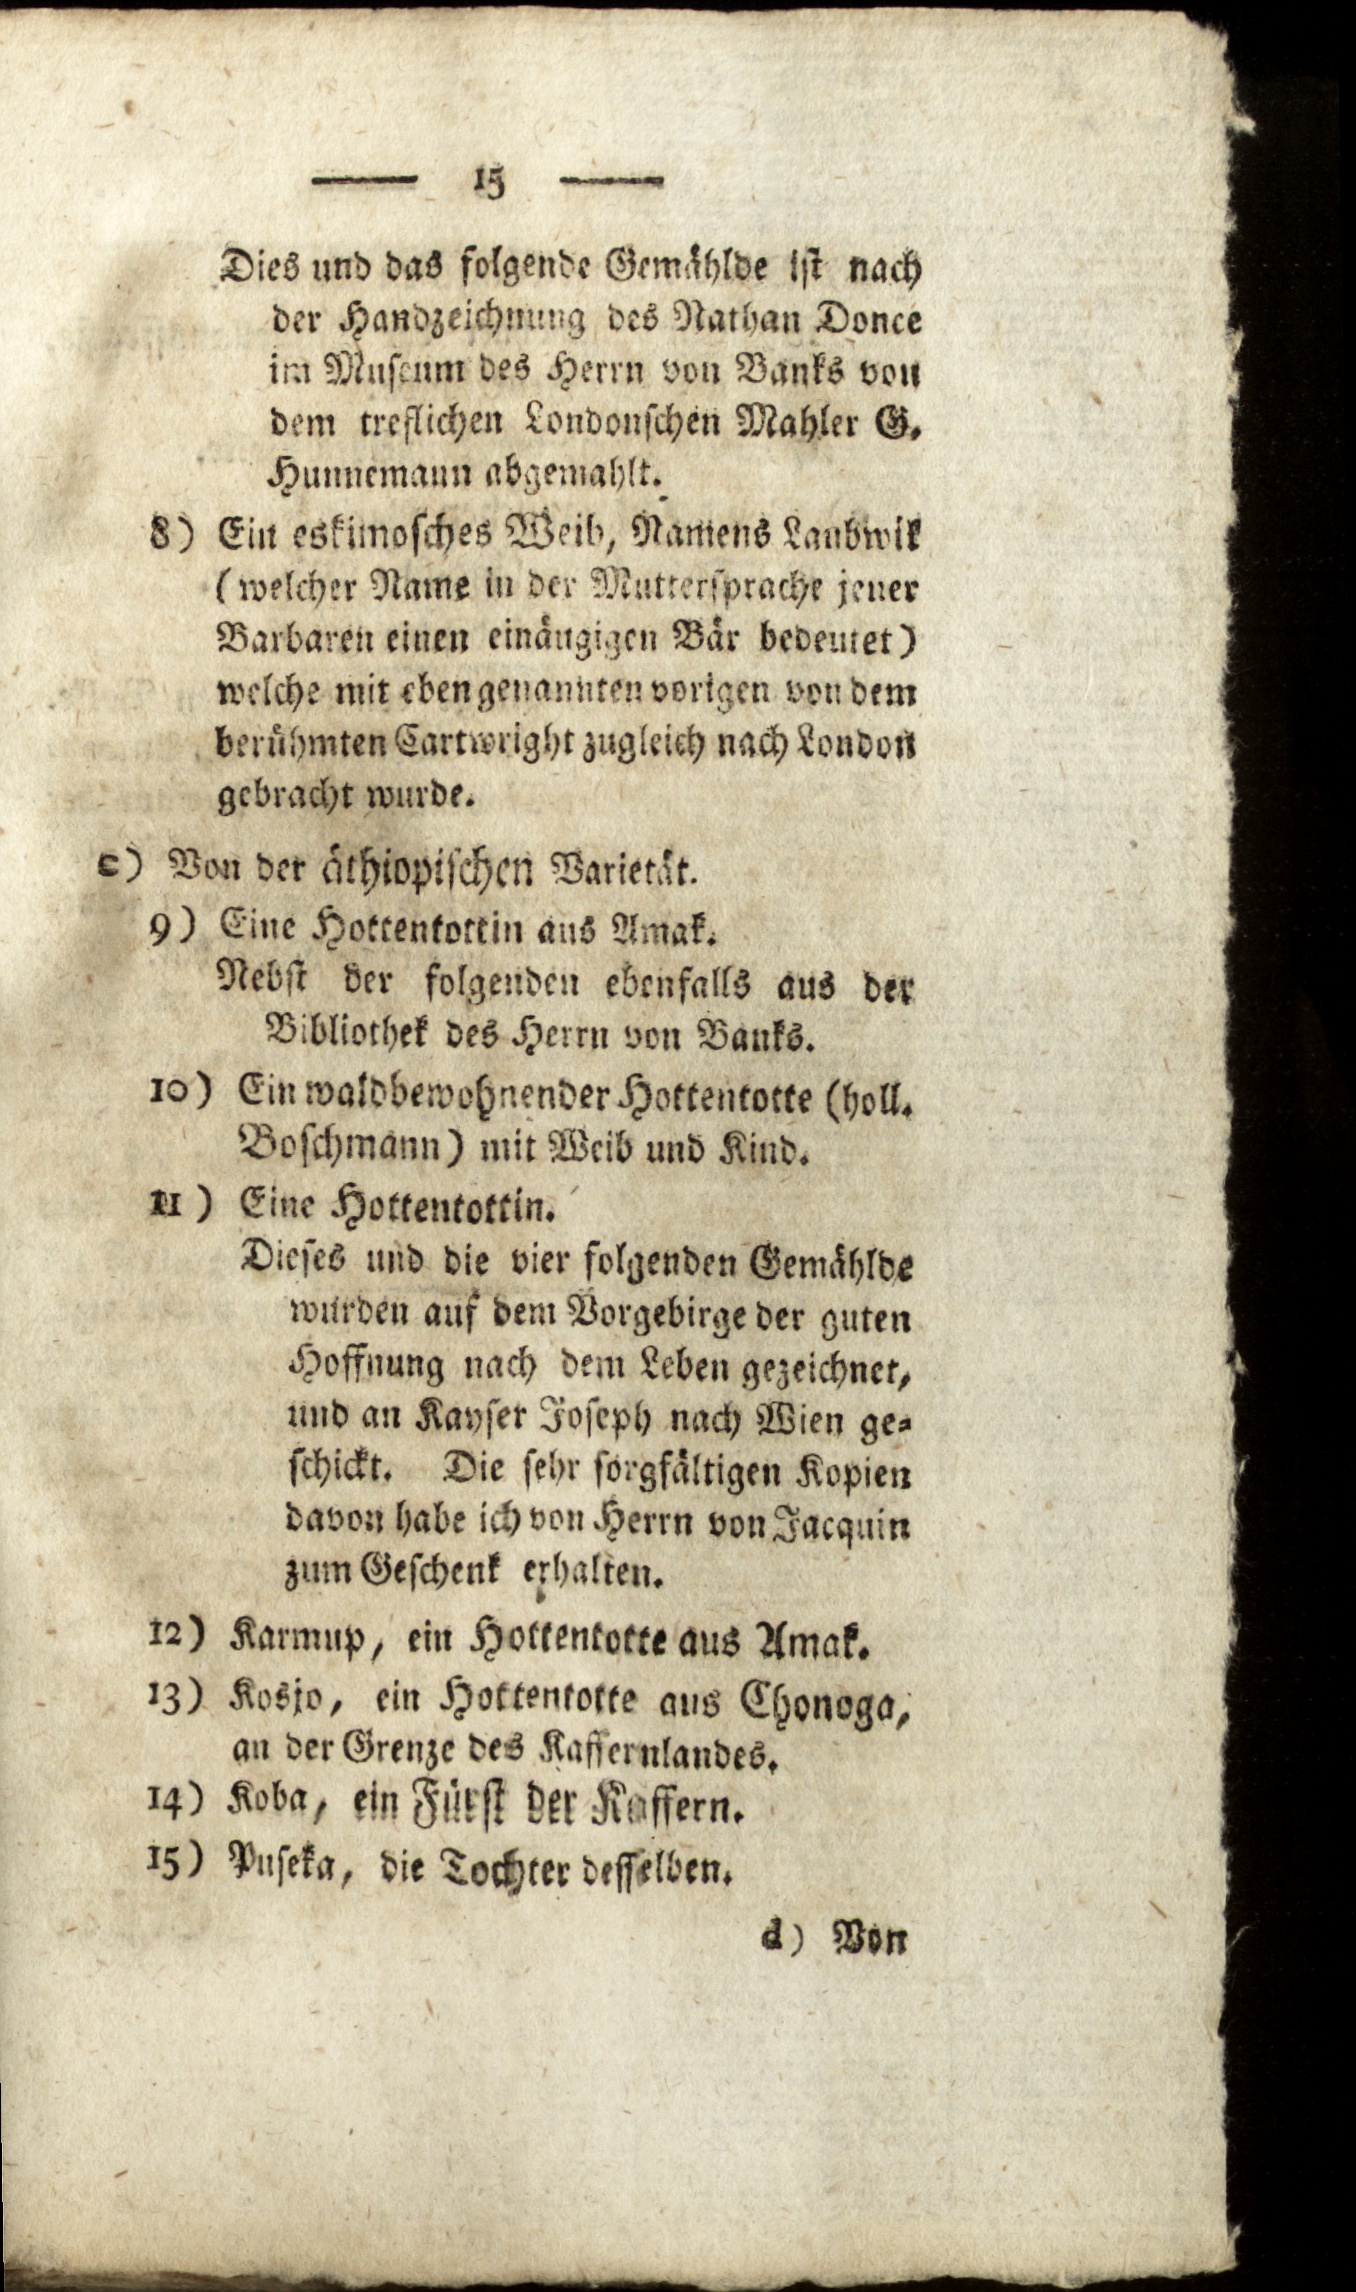 15
Dies und das folgende Gemählde ist nach
der Handzeichnung des Nathan Donce
im Museum des Herrn von Banks von
dem treflichen Londonschen Mahler G.
Hunnemann abgemahlt.
8) Ein eskimosches Weib, Namens Laubwik
(welcher Name in der Muttersprache jener
Barbaren einen einäugigen Bär bedeutet)
welche mit eben genannten vorigen von dem
berühmten Cartwright zugleich nach London
gebracht wurde.
c) Von der äthiopischen Varietät.
9) Eine Hottentottin aus Amak.
Nebst der folgenden ebenfalls aus der
Bibliothek des Herrn von Banks.
10) Ein waldbewohnender Hottentotte (holl.
Boschmann) mit Weib und Kind.
11) Eine Hottentottin.
Dieses und die vier folgenden Gemählde
wurden auf dem Vorgebirge der guten
Hoffnung nach dem Leben gezeichnet,
und an Kayser Joseph nach Wien ge-
schickt. Die sehr sorgfältigen Kopien
davon habe ich von Herrn von Jacquin
zum Geschenk erhalten.
12) Karmup, ein Hottentotte aus Amak.
13) Kosjo, ein Hottentotte aus Chonoga,
an der Grenze des Kaffernlandes.
14) Koba, ein Fürst der Kaffern.
15) Puseka, die Tochter desselben.
d) Von